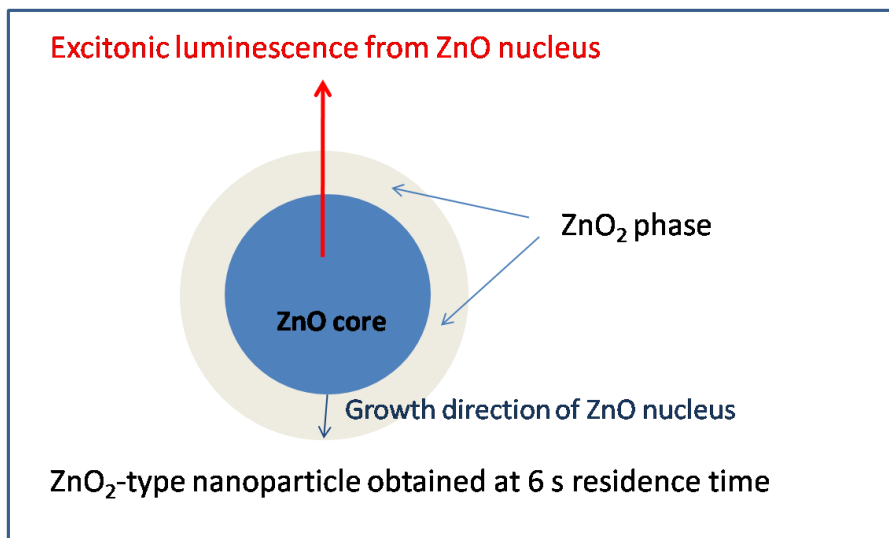 Excitonic luminescence from ZnO nucleus
ZnO₂ phase
ZnO core
Growth direction of ZnO nucleus
ZnO₂-type nanoparticle obtained at 6 s residence time